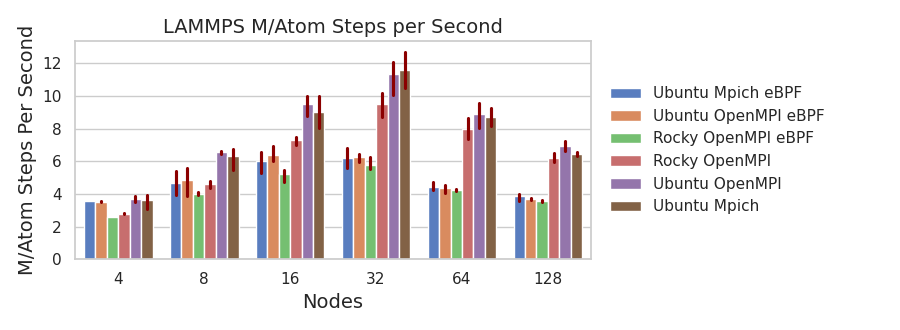 LAMMPS M/Atom Steps per Second
M/Atom Steps Per Second
12
10
8
6
4
2
0
4 8 16 32 64 128
Nodes
Ubuntu Mpich eBPF
Ubuntu OpenMPI eBPF
Rocky OpenMPI eBPF
Rocky OpenMPI
Ubuntu OpenMPI
Ubuntu Mpich